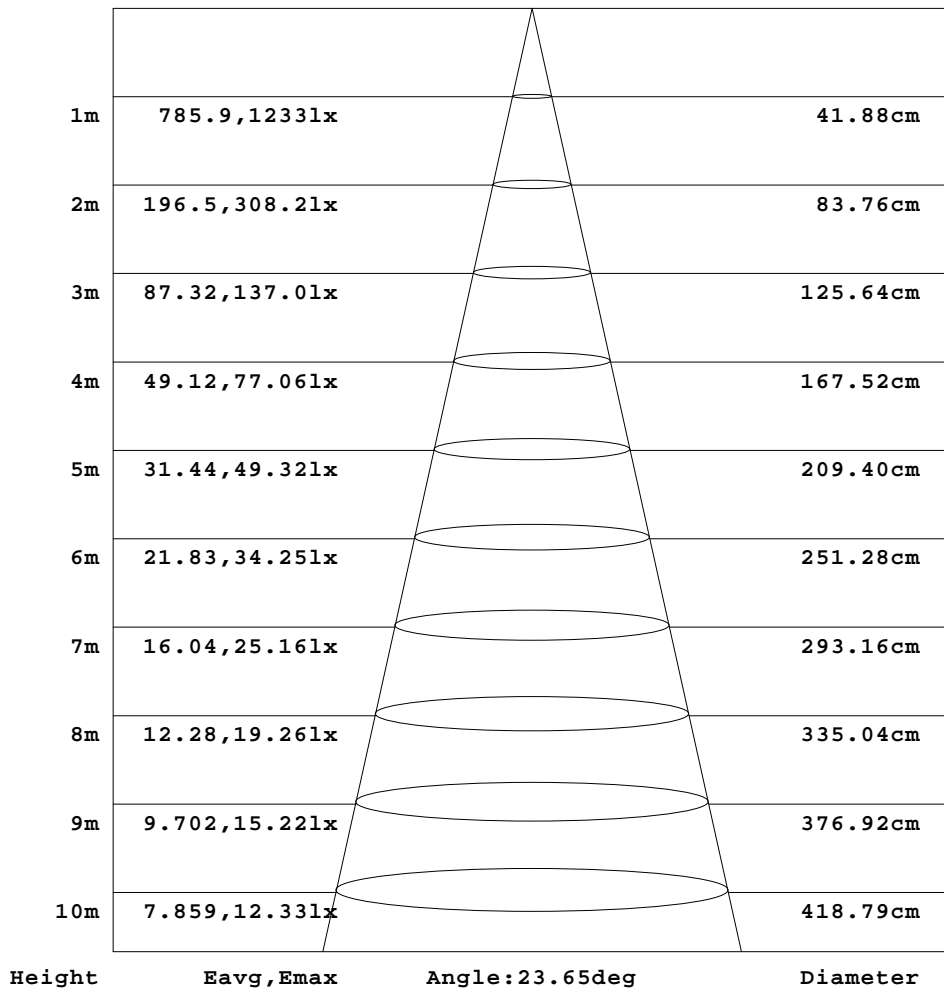 1m 785.9,1233lx 41.88cm
2m 196.5,308.2lx 83.76cm
3m 87.32,137.0lx 125.64cm
4m 49.12,77.06lx 167.52cm
5m 31.44,49.32lx 209.40cm
6m 21.83,34.25lx 251.28cm
7m 16.04,25.16lx 293.16cm
8m 12.28,19.26lx 335.04cm
9m 9.702,15.22lx 376.92cm
10m 7.859,12.33lx 418.79cm
Height Eavg,Emax Angle:23.65deg Diameter